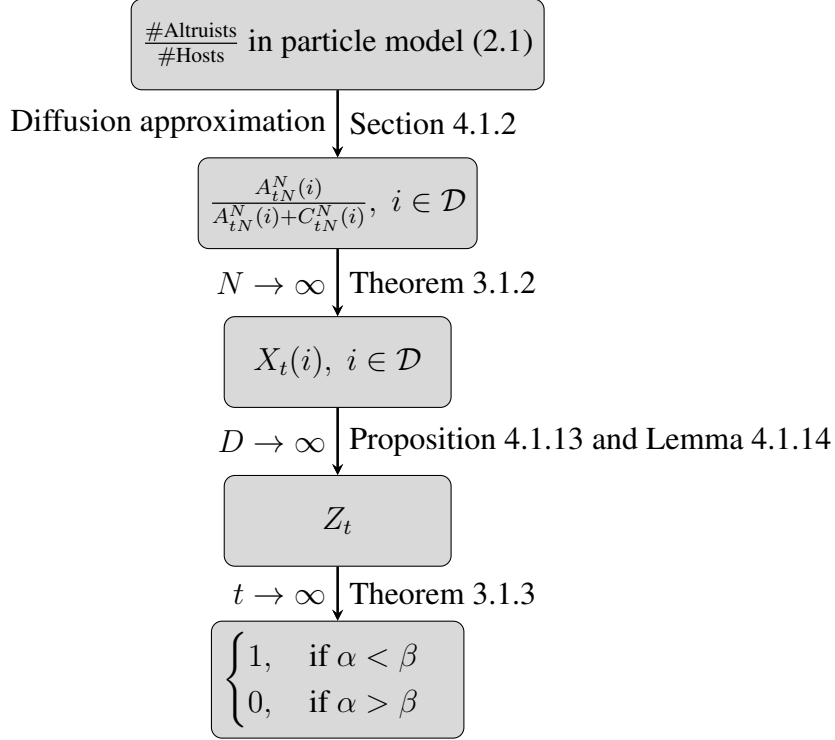 #Altruists/#Hosts in particle model (2.1)
Diffusion approximation Section 4.1.2
A^N_{tN}(i)/(A^N_{tN}(i)+C^N_{tN}(i)), i ∈ 𝒟
N → ∞ Theorem 3.1.2
X_t(i), i ∈ 𝒟
D → ∞ Proposition 4.1.13 and Lemma 4.1.14
Z_t
t → ∞ Theorem 3.1.3
{1, if α < β
0, if α > β